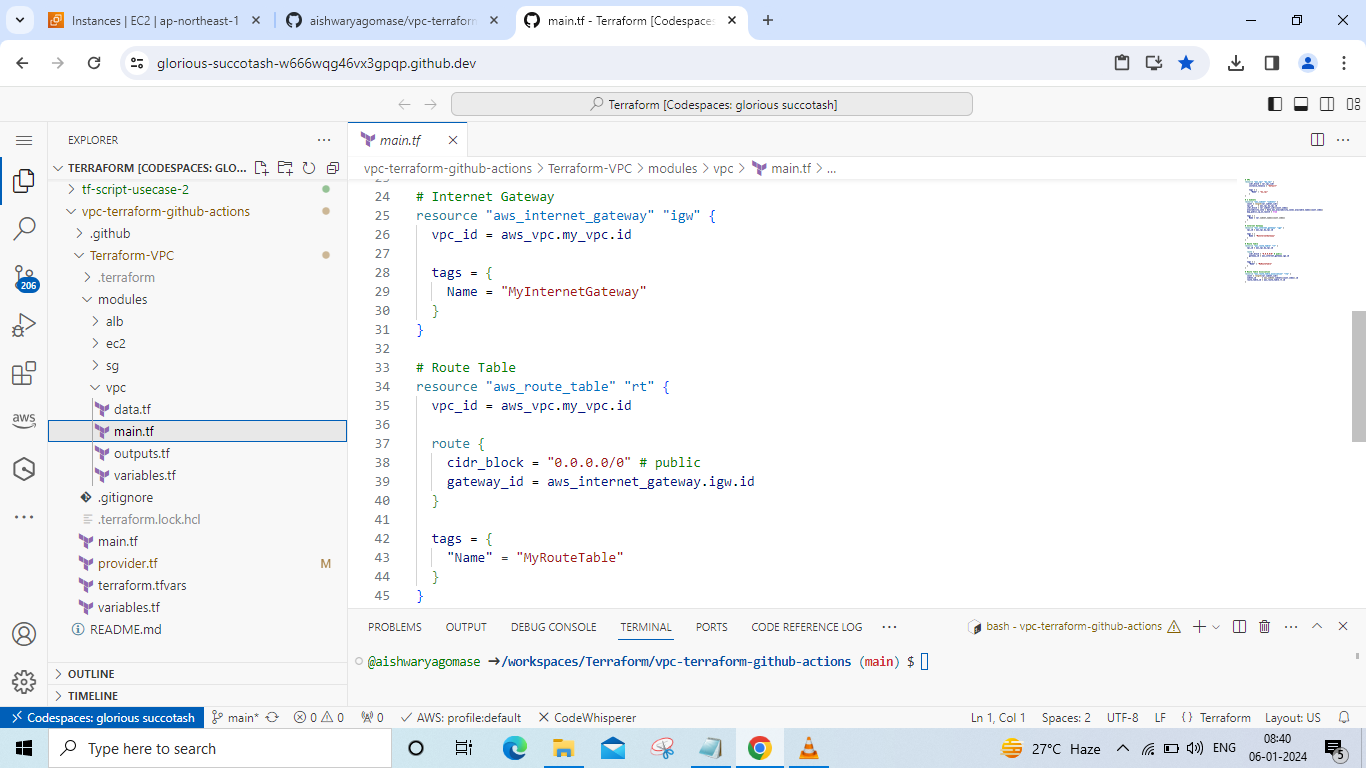 Instances | EC2 | ap-northeast-1
aishwaryagomase/vpc-terraform
main.tf - Terraform [Codespaces
glorious-succotash-w666wqg46vx3gpqp.github.dev
Terraform [Codespaces: glorious succotash]
EXPLORER
TERRAFORM [CODESPACES: GLO...
tf-script-usecase-2
vpc-terraform-github-actions
.github
Terraform-VPC
.terraform
modules
alb
ec2
sg
vpc
data.tf
main.tf
outputs.tf
variables.tf
.gitignore
.terraform.lock.hcl
main.tf
provider.tf M
terraform.tfvars
variables.tf
README.md
OUTLINE
TIMELINE
206
aws
main.tf
vpc-terraform-github-actions > Terraform-VPC > modules > vpc > main.tf > ...
23
24 # Internet Gateway
25 resource "aws_internet_gateway" "igw" {
26 vpc_id = aws_vpc.my_vpc.id
27
28 tags = {
29 Name = "MyInternetGateway"
30 }
31 }
32
33 # Route Table
34 resource "aws_route_table" "rt" {
35 vpc_id = aws_vpc.my_vpc.id
36
37 route {
38 cidr_block = "0.0.0.0/0" # public
39 gateway_id = aws_internet_gateway.igw.id
40 }
41
42 tags = {
43 "Name" = "MyRouteTable"
44 }
45 }
PROBLEMS OUTPUT DEBUG CONSOLE TERMINAL PORTS CODE REFERENCE LOG
bash - vpc-terraform-github-actions
@aishwaryagomase →/workspaces/Terraform/vpc-terraform-github-actions (main) $
Codespaces: glorious succotash main* 0 0 0 AWS: profile:default CodeWhisperer
Ln 1, Col 1 Spaces: 2 UTF-8 LF {} Terraform Layout: US
Type here to search
27°C Haze ENG
08:40
06-01-2024
5